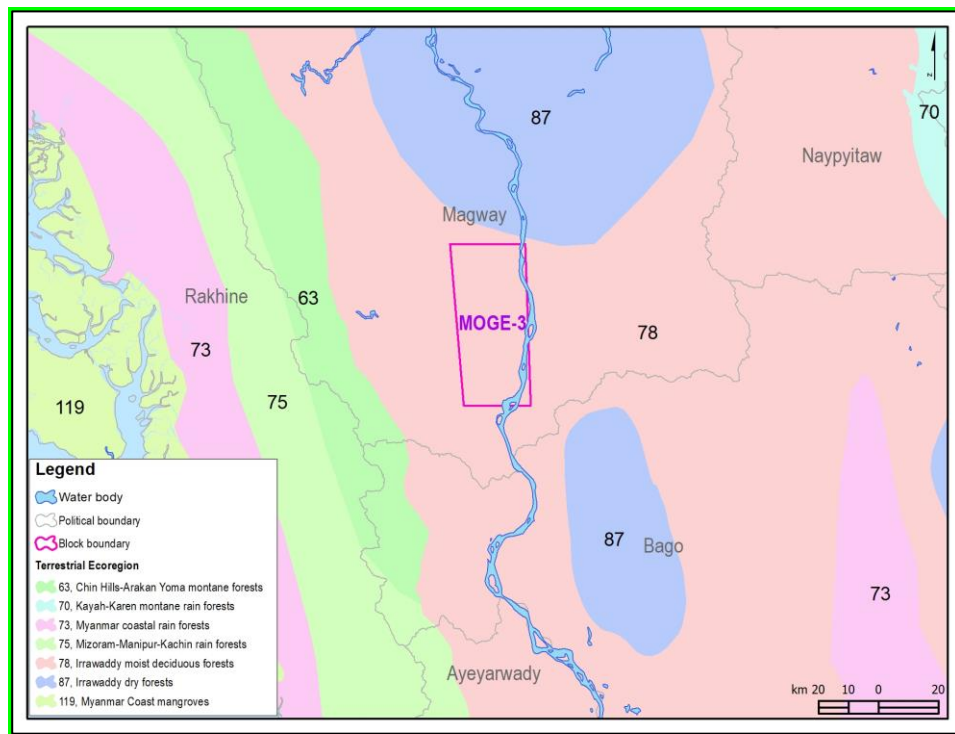 87
70
Naypyitaw
Magway
Rakhine
63
MOGE-3
78
73
75
119
87
Bago
73
Ayeyarwady
Legend
Water body
Political boundary
Block boundary
Terrestrial Ecoregion
63, Chin Hills-Arakan Yoma montane forests
70, Kayah-Karen montane rain forests
73, Myanmar coastal rain forests
75, Mizoram-Manipur-Kachin rain forests
78, Irrawaddy moist deciduous forests
87, Irrawaddy dry forests
119, Myanmar Coast mangroves
km 20 10 0 20